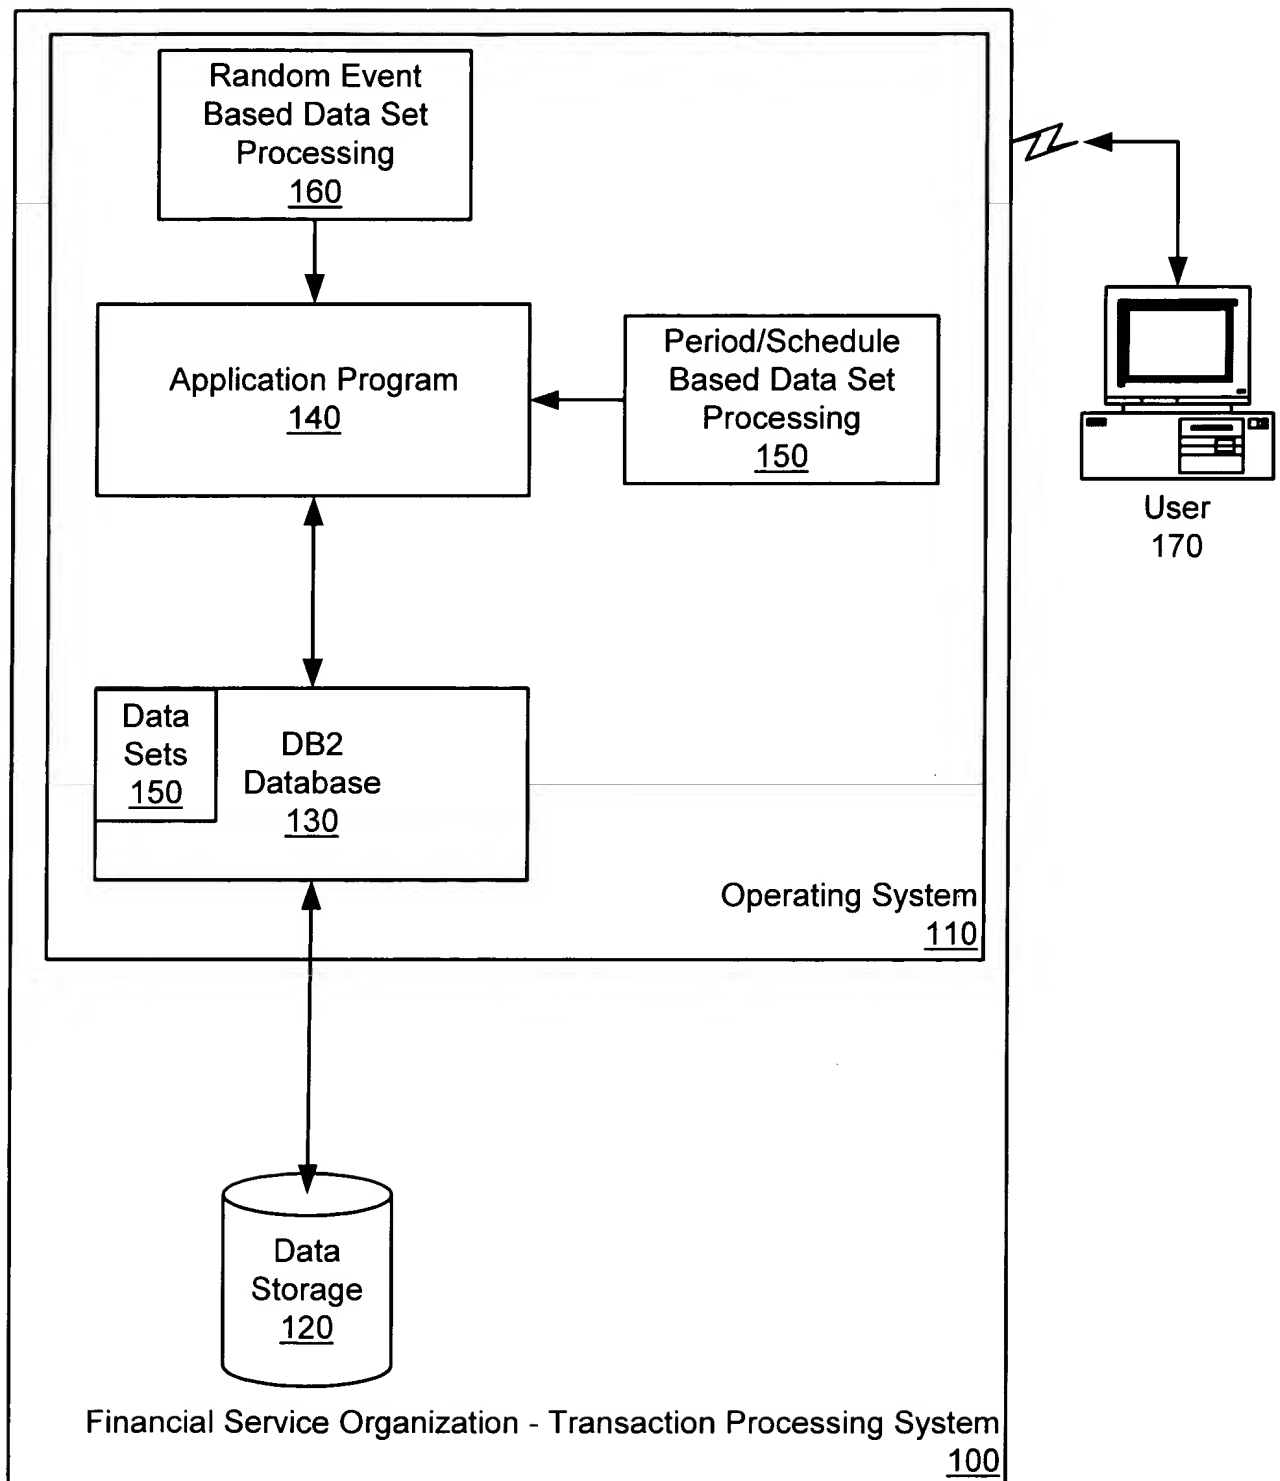 Random Event
Based Data Set
Processing
160
Application Program
140
Period/Schedule
Based Data Set
Processing
150
User
170
Data
Sets
150
DB2
Database
130
Operating System
110
Data
Storage
120
Financial Service Organization - Transaction Processing System
100